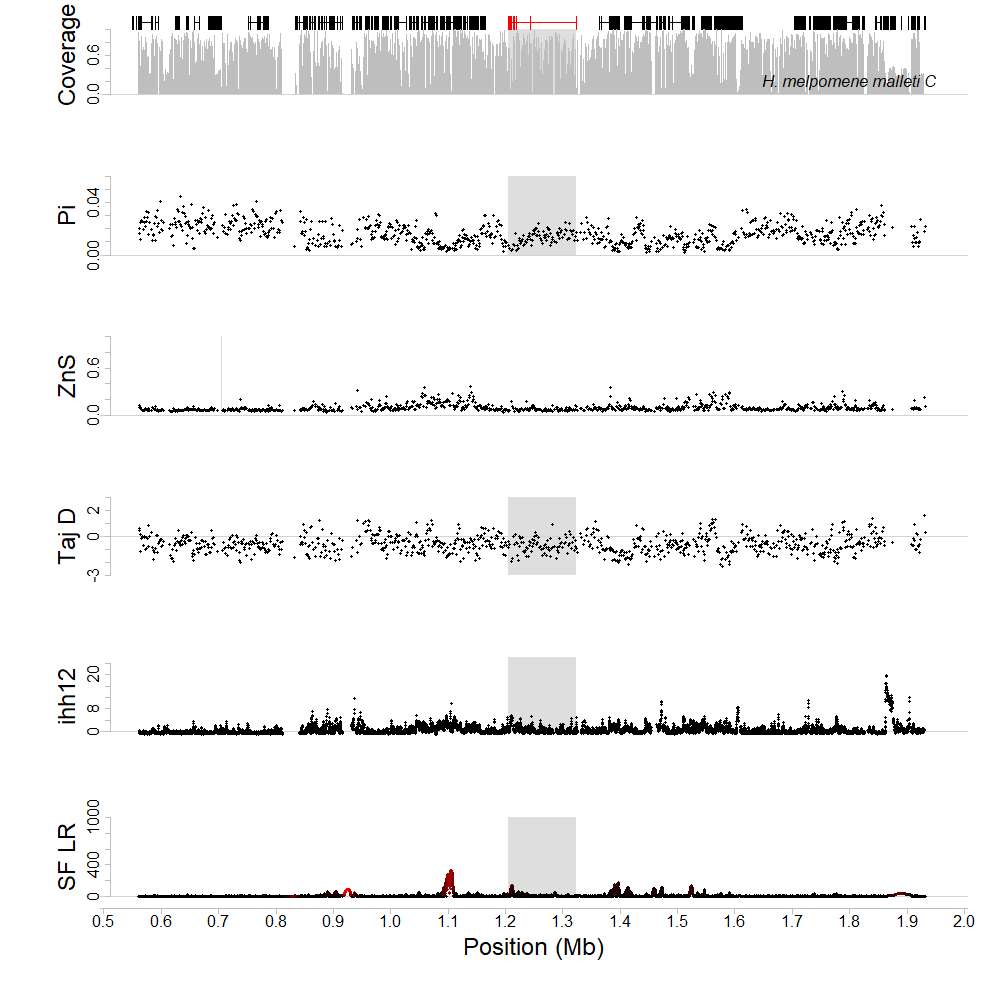 Coverage
0.0 0.6
H. melpomene malleti C
Pi
0.00 0.04
ZnS
0.0 0.6
Taj D
-3 0 2
ihh12
0 8 20
SF LR
0 400 1000
0.5 0.6 0.7 0.8 0.9 1.0 1.1 1.2 1.3 1.4 1.5 1.6 1.7 1.8 1.9 2.0
Position (Mb)